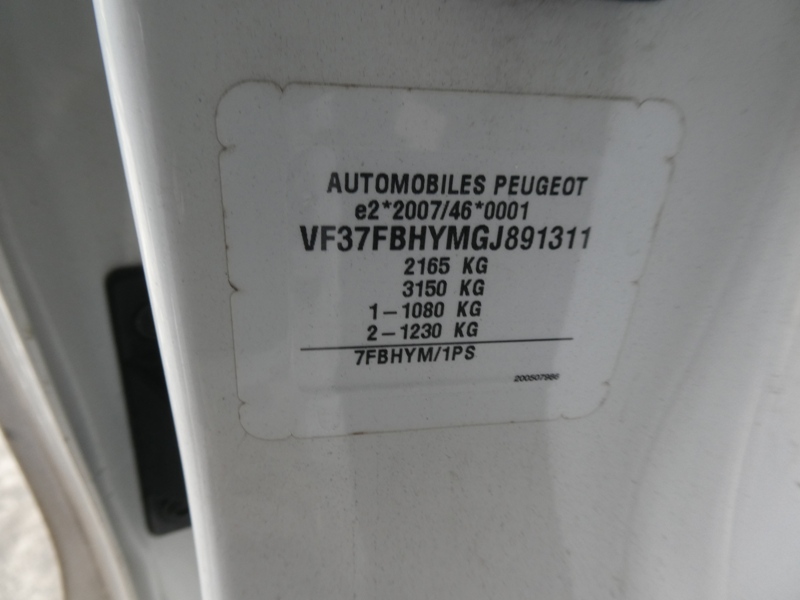 AUTOMOBILES PEUGEOT
e2*2007/46*0001
VF37FBHYMGJ891311
2165 KG
3150 KG
1-1080 KG
2-1230 KG
7FBHYM/1PS
200507986